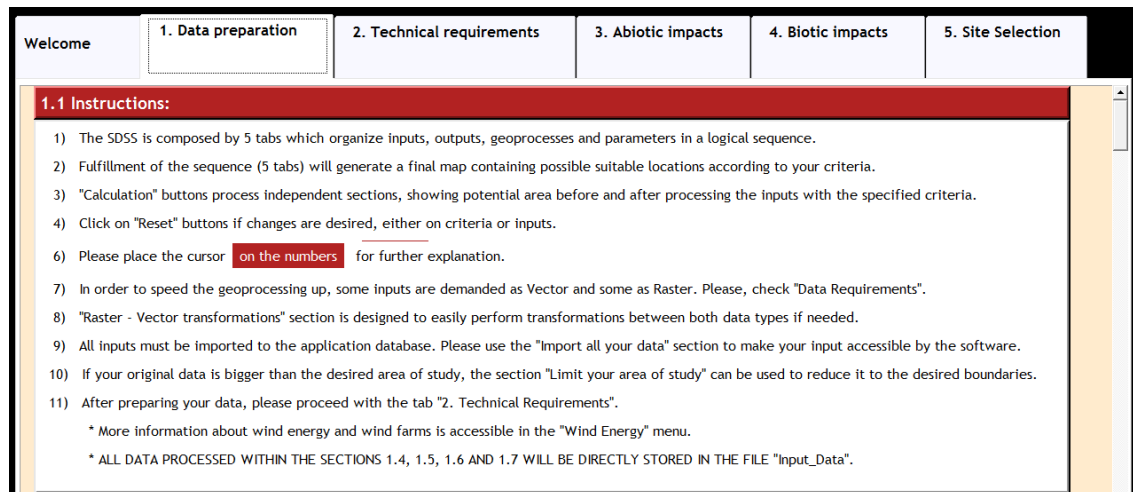 Welcome
1. Data preparation
2. Technical requirements
3. Abiotic impacts
4. Biotic impacts
5. Site Selection
1.1 Instructions:
1) The SDSS is composed by 5 tabs which organize inputs, outputs, geoprocesses and parameters in a logical sequence.
2) Fulfillment of the sequence (5 tabs) will generate a final map containing possible suitable locations according to your criteria.
3) "Calculation" buttons process independent sections, showing potential area before and after processing the inputs with the specified criteria.
4) Click on "Reset" buttons if changes are desired, either on criteria or inputs.
6) Please place the cursor on the numbers for further explanation.
7) In order to speed the geoprocessing up, some inputs are demanded as Vector and some as Raster. Please, check "Data Requirements".
8) "Raster - Vector transformations" section is designed to easily perform transformations between both data types if needed.
9) All inputs must be imported to the application database. Please use the "Import all your data" section to make your input accessible by the software.
10) If your original data is bigger than the desired area of study, the section "Limit your area of study" can be used to reduce it to the desired boundaries.
11) After preparing your data, please proceed with the tab "2. Technical Requirements".
* More information about wind energy and wind farms is accessible in the "Wind Energy" menu.
* ALL DATA PROCESSED WITHIN THE SECTIONS 1.4, 1.5, 1.6 AND 1.7 WILL BE DIRECTLY STORED IN THE FILE "Input_Data".